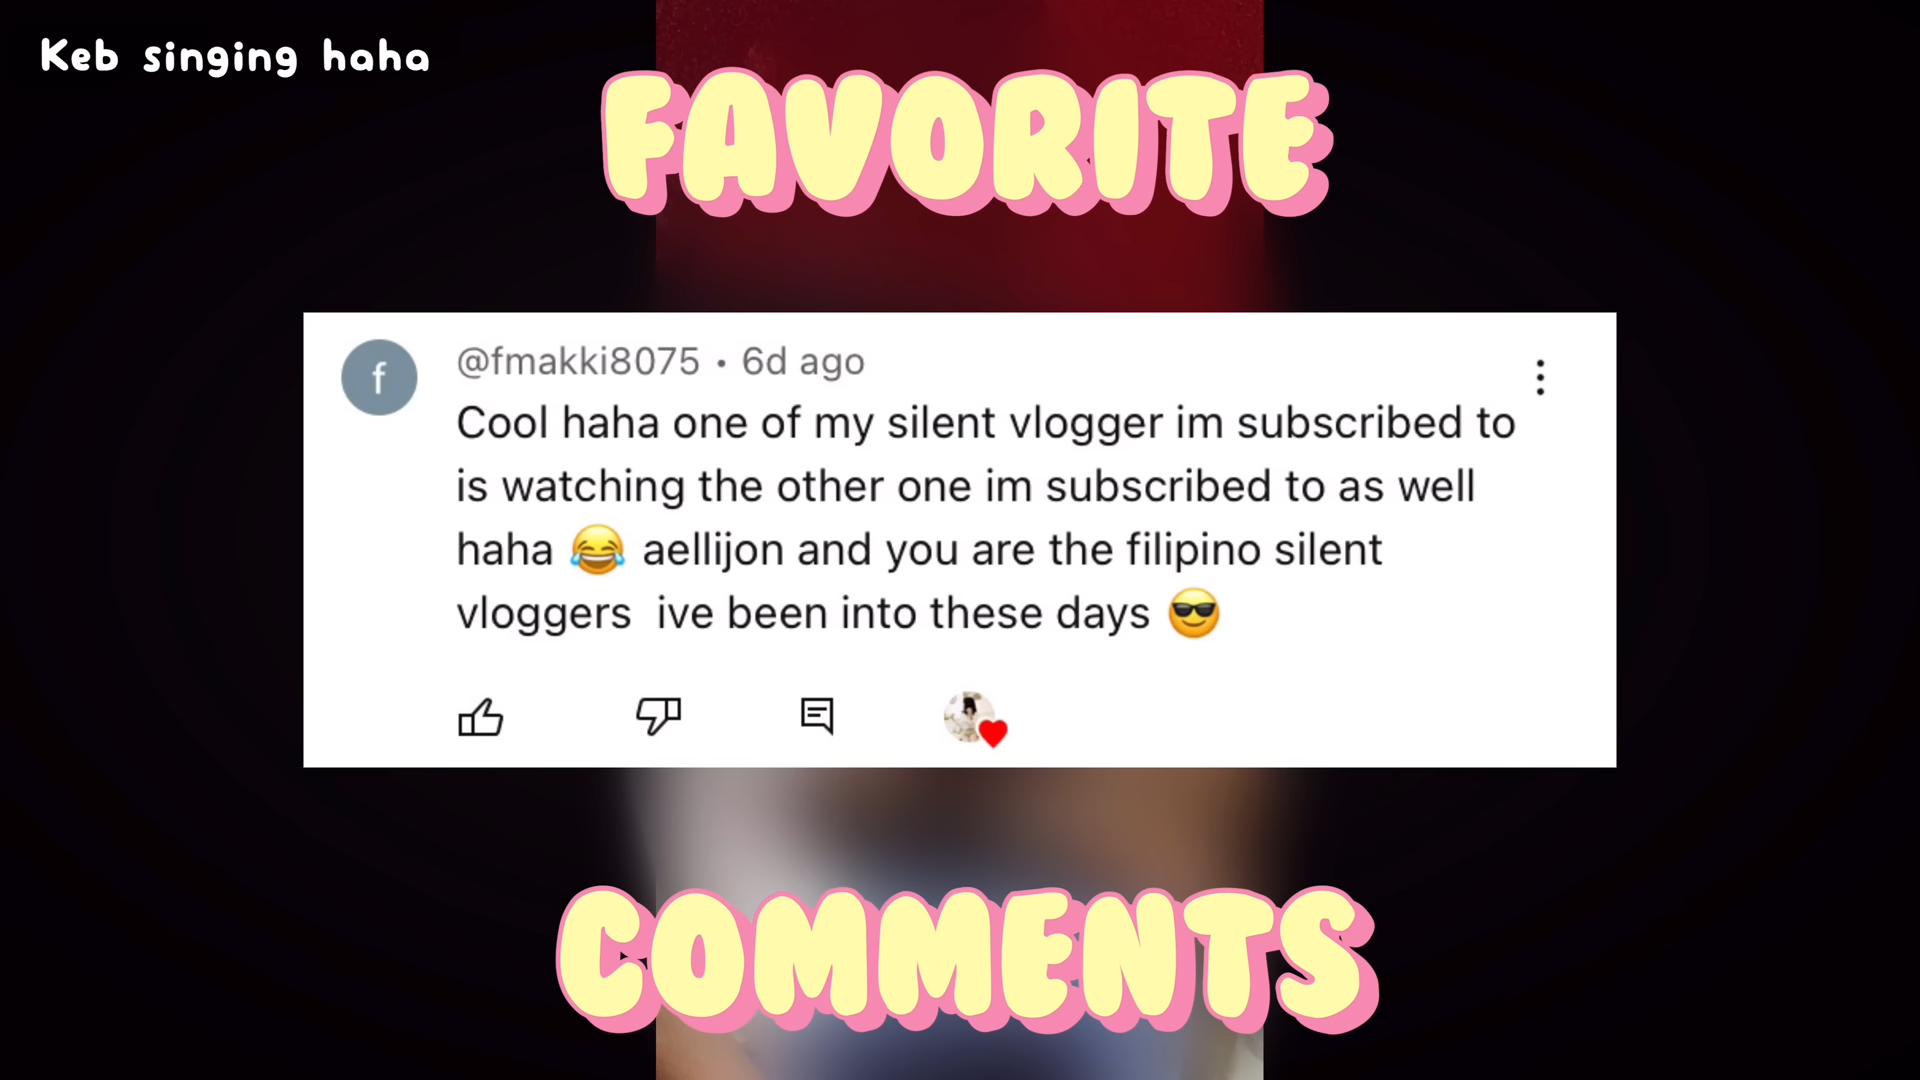 Keb singing haha
FAVORITE
f
@fmakki8075 • 6d ago
Cool haha one of my silent vlogger im subscribed to
is watching the other one im subscribed to as well
haha 😂 aellijon and you are the filipino silent
vloggers  ive been into these days 😎
COMMENTS